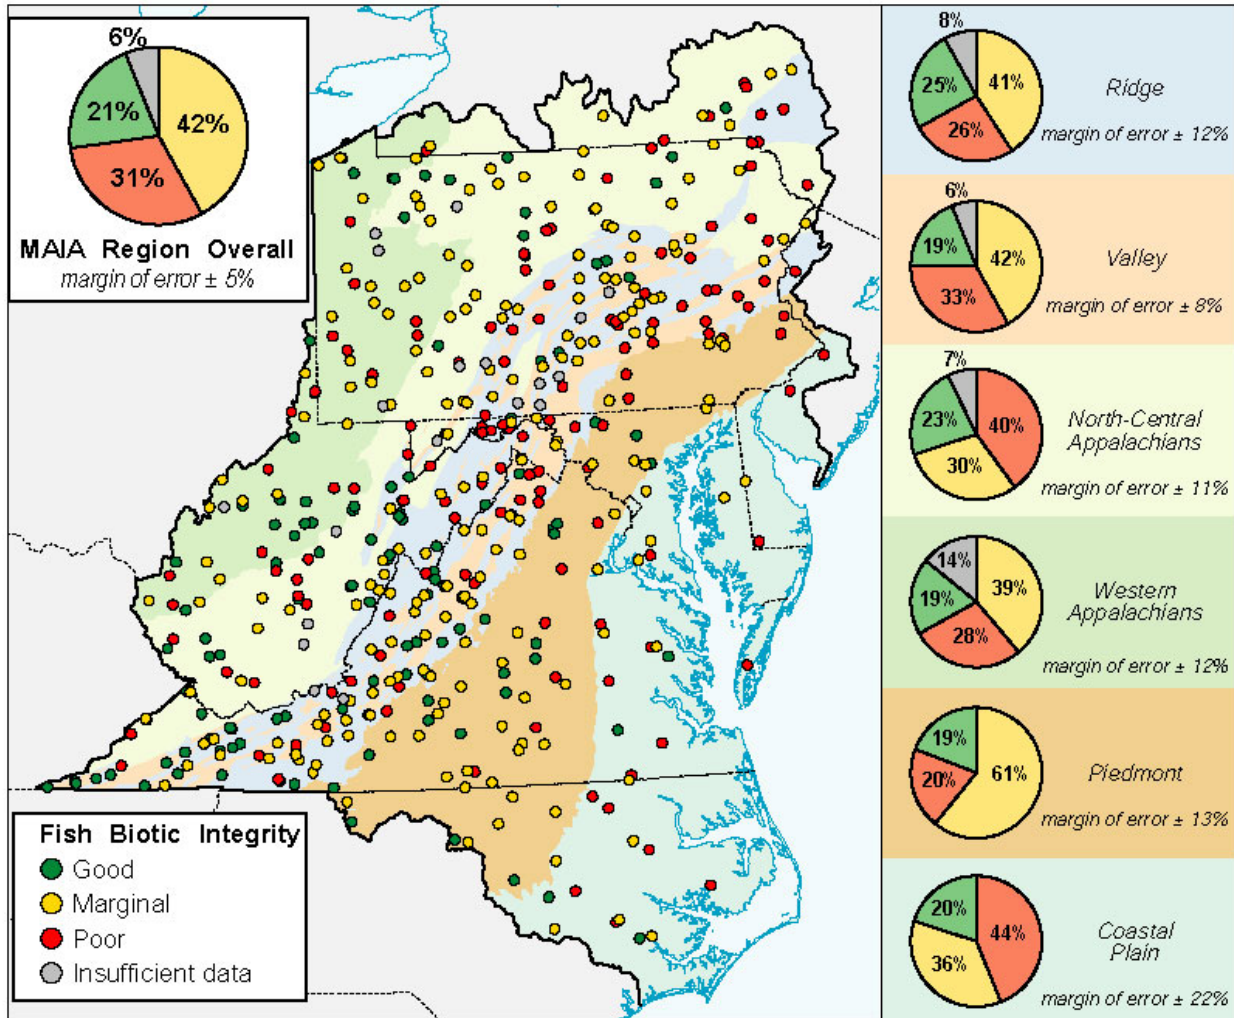 6%
21%
42%
31%
MAIA Region Overall
margin of error ± 5%
Fish Biotic Integrity
Good
Marginal
Poor
Insufficient data
8%
25%
41%
26%
Ridge
margin of error ± 12%
6%
19%
42%
33%
Valley
margin of error ± 8%
7%
23%
40%
30%
North-Central
Appalachians
margin of error ± 11%
14%
39%
19%
28%
Western
Appalachians
margin of error ± 12%
19%
61%
20%
Piedmont
margin of error ± 13%
20%
44%
36%
Coastal
Plain
margin of error ± 22%